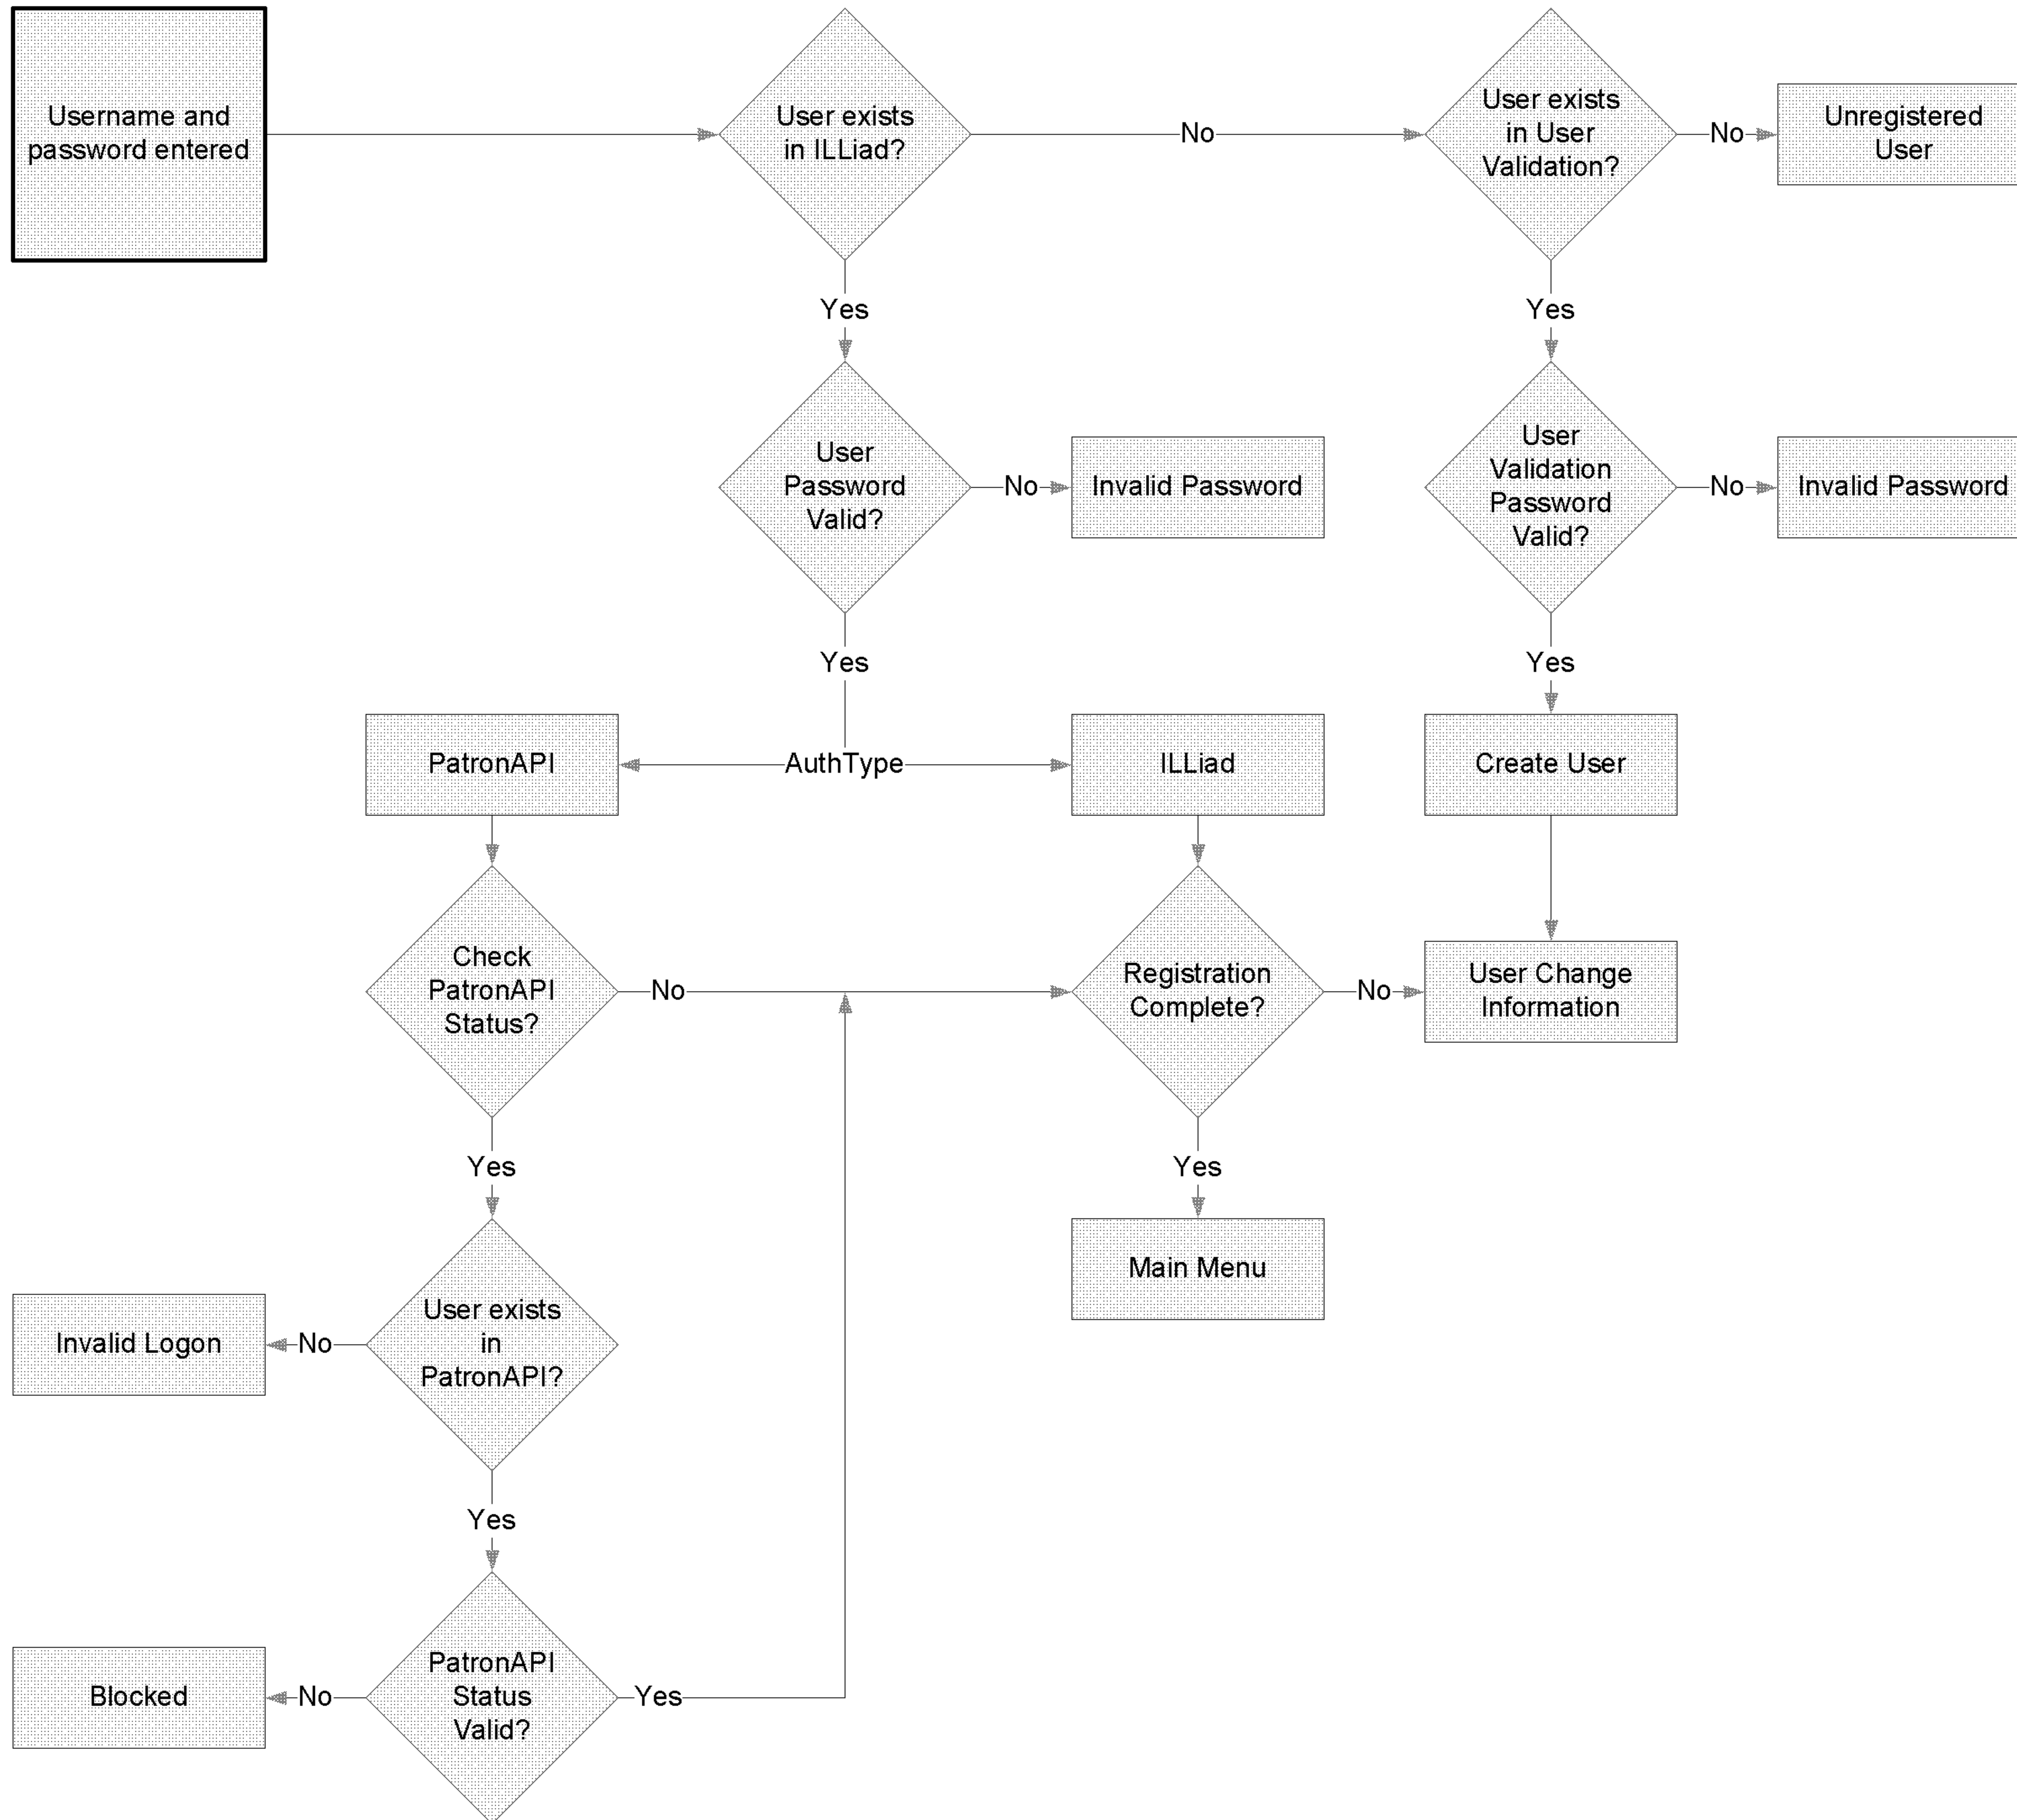 Username and
password entered
User exists
in ILLiad?
No
User exists
in User
Validation?
No
Unregistered
User
Yes
Yes
User
Password
Valid?
No
Invalid Password
User
Validation
Password
Valid?
No
Invalid Password
Yes
Yes
PatronAPI
AuthType
ILLiad
Create User
Check
PatronAPI
Status?
No
Registration
Complete?
No
User Change
Information
Yes
Yes
Main Menu
Invalid Logon
No
User exists
in
PatronAPI?
Yes
Blocked
No
PatronAPI
Status
Valid?
Yes